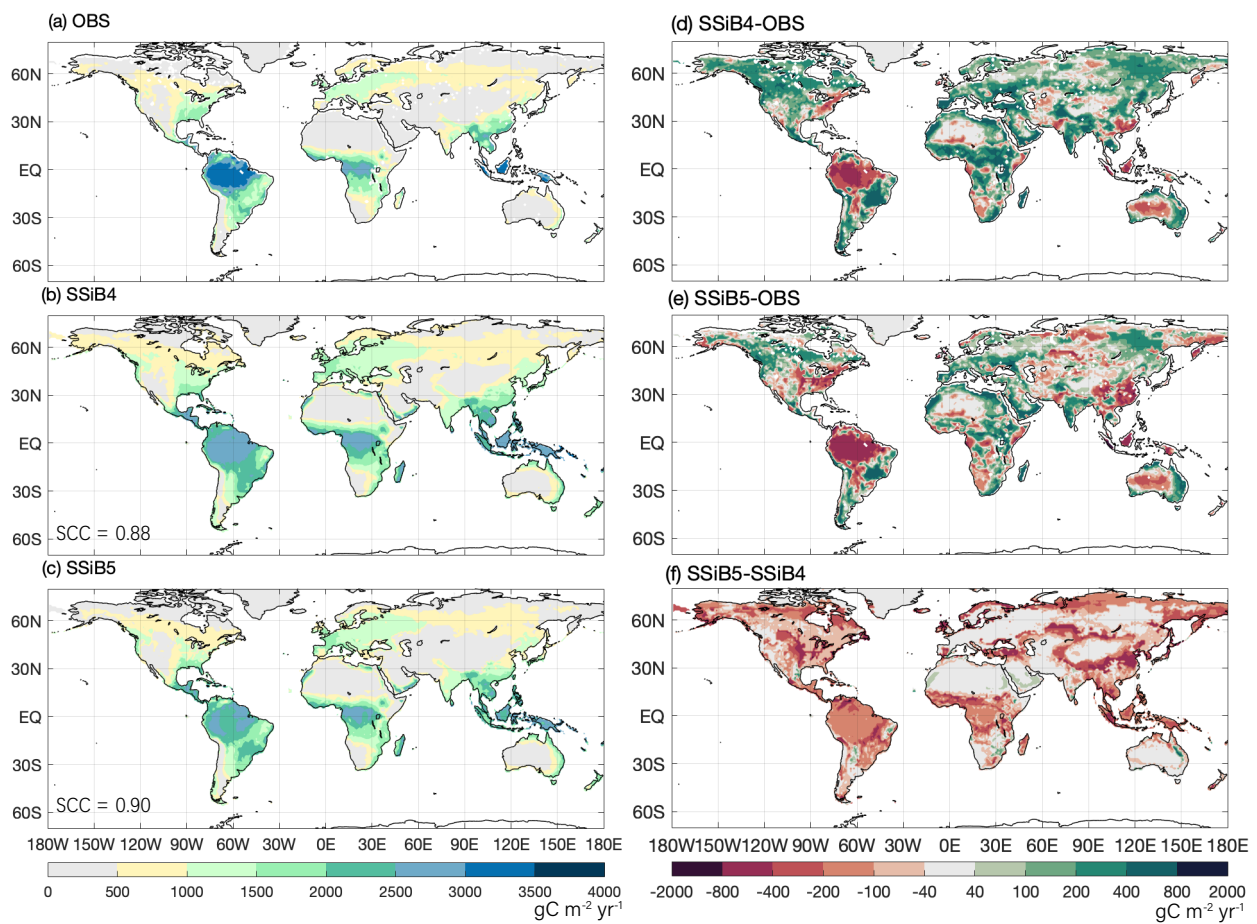 (a) OBS
60N
30N
EQ
30S
60S
(b) SSiB4
60N
30N
EQ
30S
60S
SCC = 0.88
(c) SSiB5
60N
30N
EQ
30S
60S
SCC = 0.90
180W 150W 120W 90W 60W 30W 0E 30E 60E 90E 120E 150E 180E
0 500 1000 1500 2000 2500 3000 3500 4000
gC m⁻² yr⁻¹
(d) SSiB4-OBS
60N
30N
EQ
30S
60S
(e) SSiB5-OBS
60N
30N
EQ
30S
60S
(f) SSiB5-SSiB4
60N
30N
EQ
30S
60S
180W150W120W 90W 60W 30W 0E 30E 60E 90E 120E 150E 180E
-2000 -800 -400 -200 -100 -40 40 100 200 400 800 2000
gC m⁻² yr⁻¹